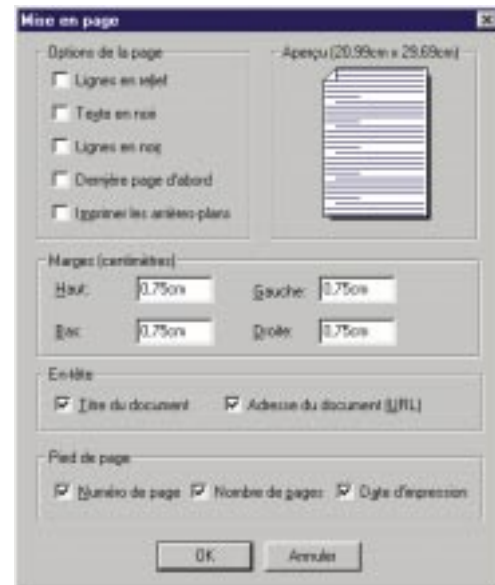 Mise en page
Options de la page
Lignes en relief
Texte en noir
Lignes en noir
Dernière page d'abord
Imprimer les arrières-plans
Aperçu (20,99cm x 29,69cm)
Marges (centimètres)
Haut: 0,75cm Gauche: 0,75cm
Bas: 0,75cm Droite: 0,75cm
En-tête
Titre du document Adresse du document (URL)
Pied de page
Numéro de page Nombre de pages Date d'impression
OK Annuler